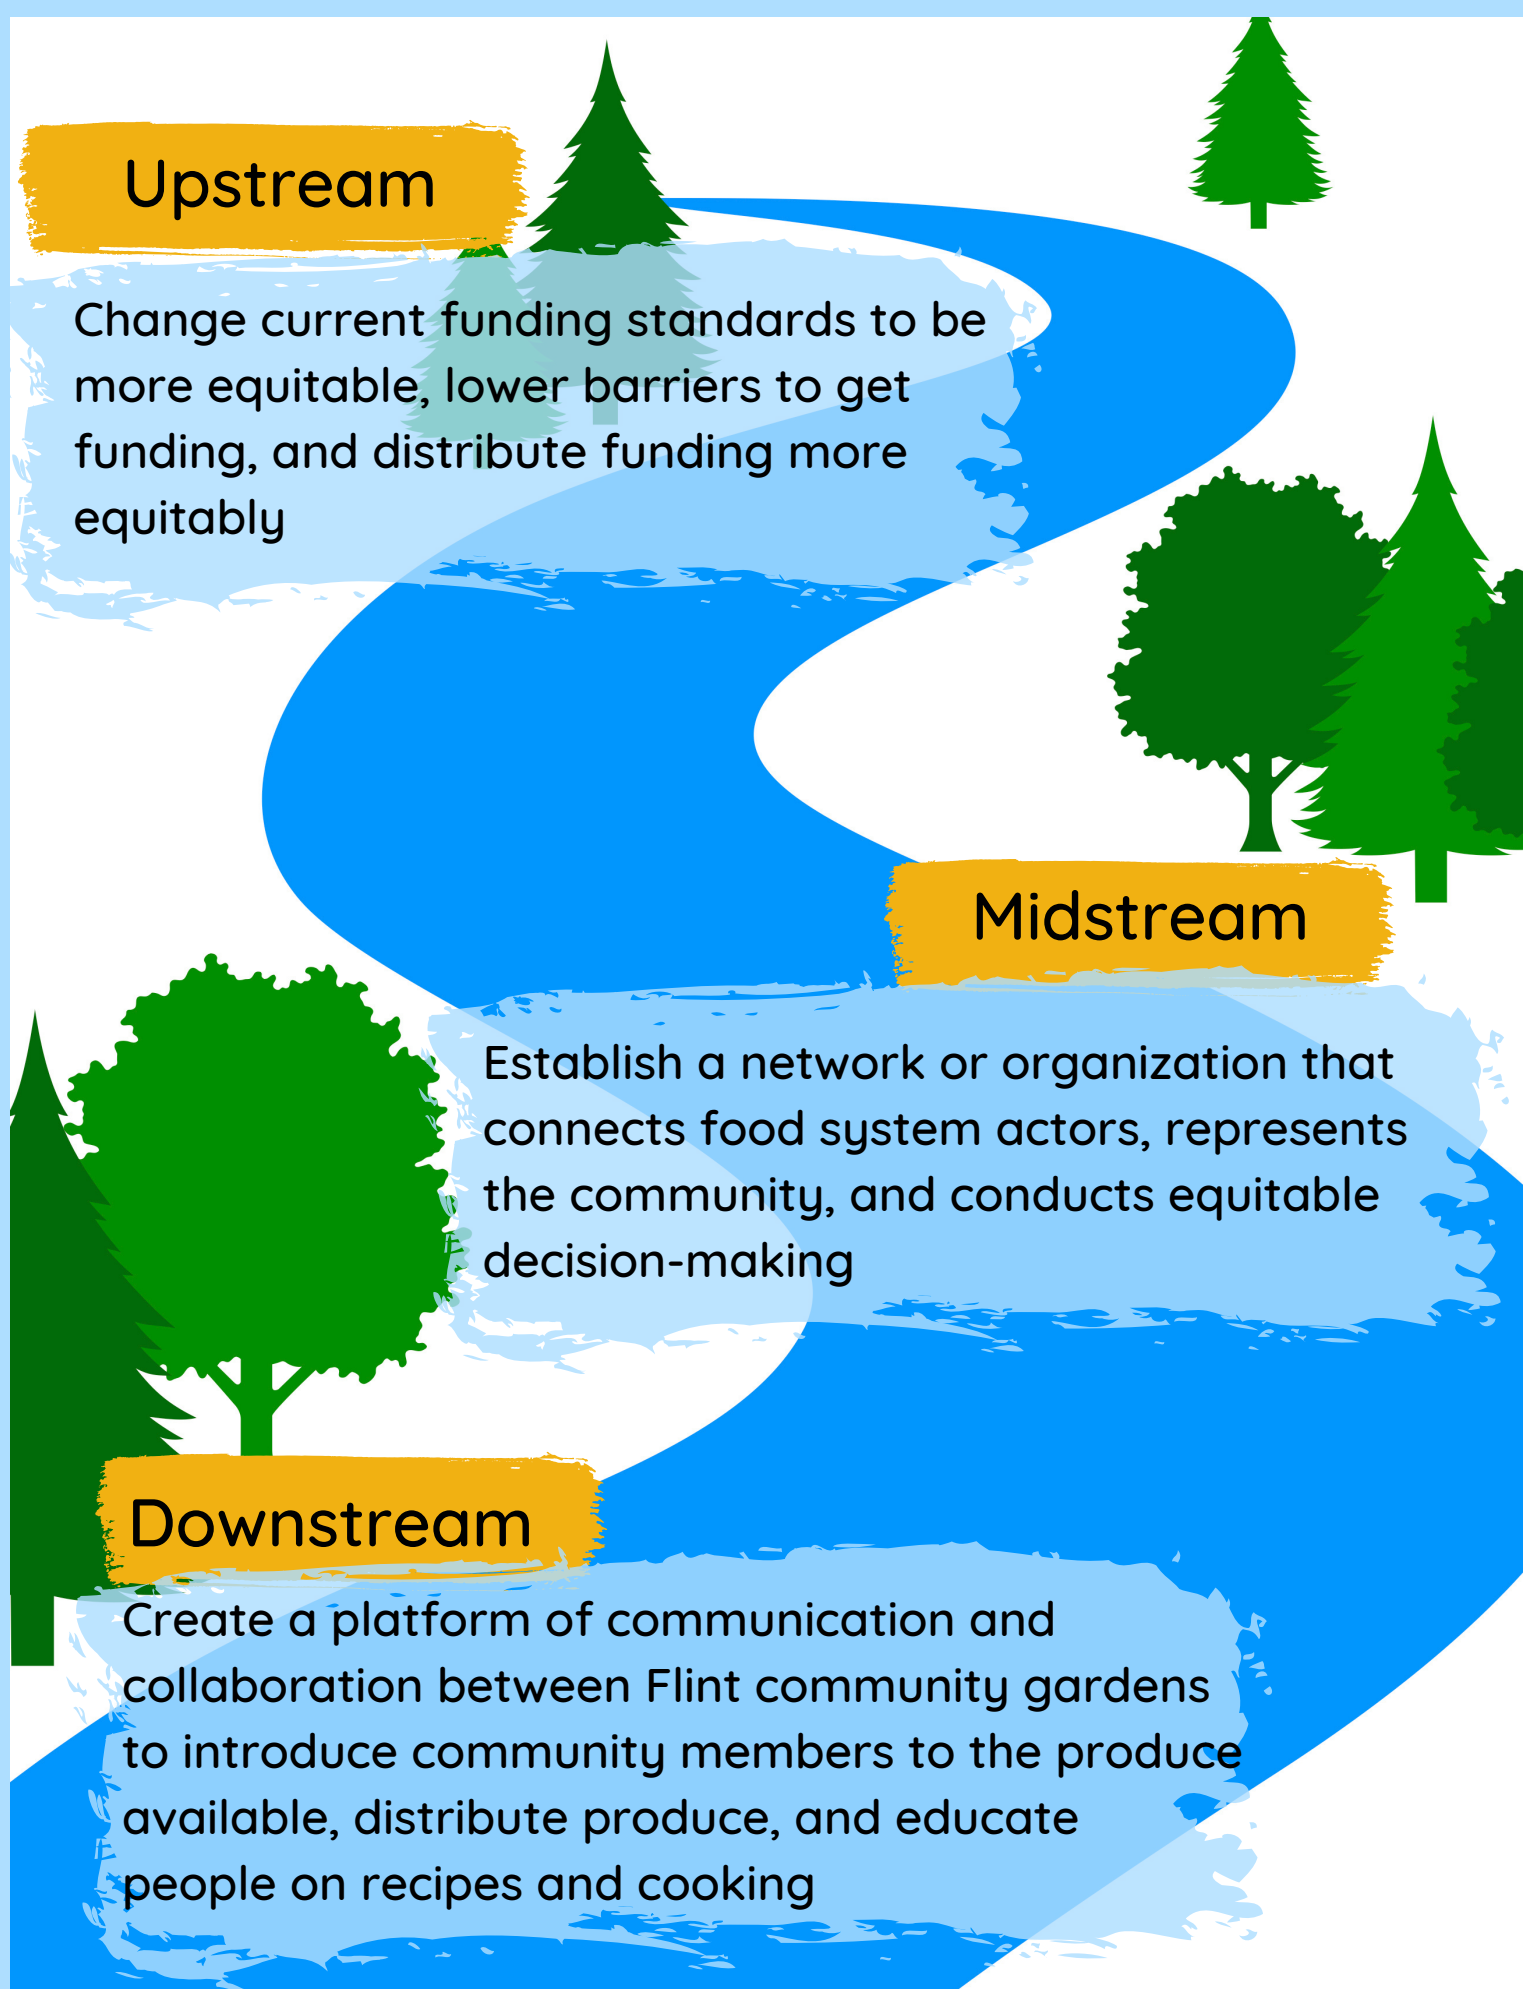 Upstream
Change current funding standards to be
more equitable, lower barriers to get
funding, and distribute funding more
equitably
Midstream
Establish a network or organization that
connects food system actors, represents
the community, and conducts equitable
decision-making
Downstream
Create a platform of communication and
collaboration between Flint community gardens
to introduce community members to the produce
available, distribute produce, and educate
people on recipes and cooking